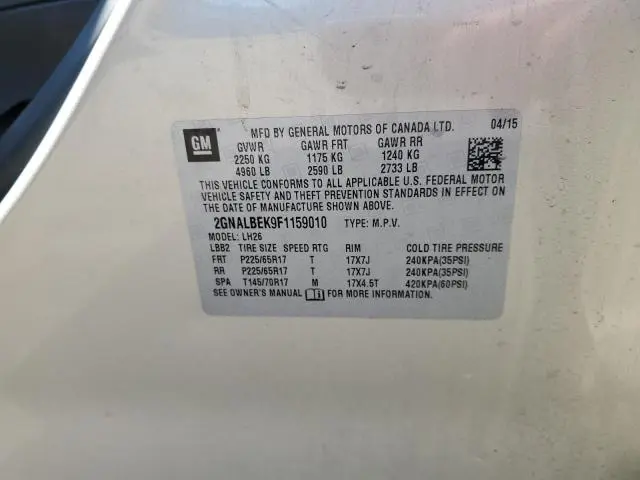 GM
MFD BY GENERAL MOTORS OF CANADA LTD. 04/15
GVWR GAWR FRT GAWR RR
2250 KG 1175 KG 1240 KG
4960 LB 2590 LB 2733 LB
THIS VEHICLE CONFORMS TO ALL APPLICABLE U.S. FEDERAL MOTOR
VEHICLE SAFETY AND THEFT PREVENTION STANDARDS IN EFFECT ON THE
DATE OF MANUFACTURE SHOWN ABOVE.
2GNALBEK9F1159010 TYPE: M.P.V.
MODEL: LH26
LBB2 TIRE SIZE SPEED RTG RIM COLD TIRE PRESSURE
FRT P225/65R17 T 17X7J 240KPA(35PSI)
RR P225/65R17 T 17X7J 240KPA(35PSI)
SPA T145/70R17 M 17X4.5T 420KPA(60PSI)
SEE OWNER'S MANUAL FOR MORE INFORMATION.